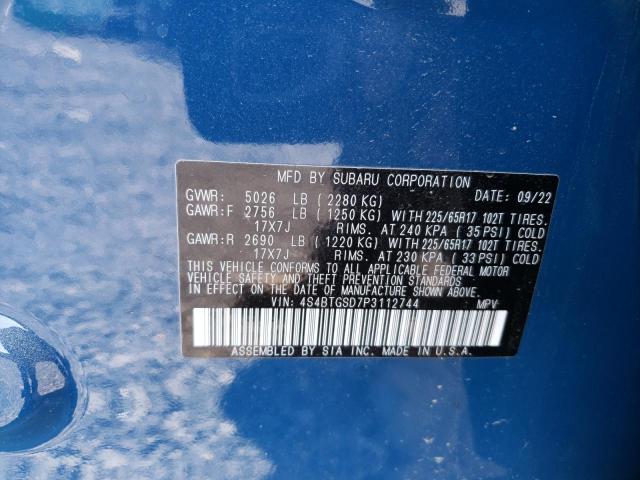 MFD BY SUBARU CORPORATION
GVWR: 5026 LB (2280 KG) DATE: 09/22
GAWR:F 2756 LB (1250 KG) WITH 225/65R17 102T TIRES.
17X7J RIMS. AT 240 KPA (35 PSI) COLD
GAWR:R 2690 LB (1220 KG) WITH 225/65R17 102T TIRES.
17X7J RIMS. AT 230 KPA (33 PSI) COLD
THIS VEHICLE CONFORMS TO ALL APPLICABLE FEDERAL MOTOR
VEHICLE SAFETY AND THEFT PREVENTION STANDARDS
IN EFFECT ON THE DATE OF MANUFACTURE SHOWN ABOVE.
VIN: 4S4BTGSD7P3112744 MPV
ASSEMBLED BY SIA INC. MADE IN U.S.A.